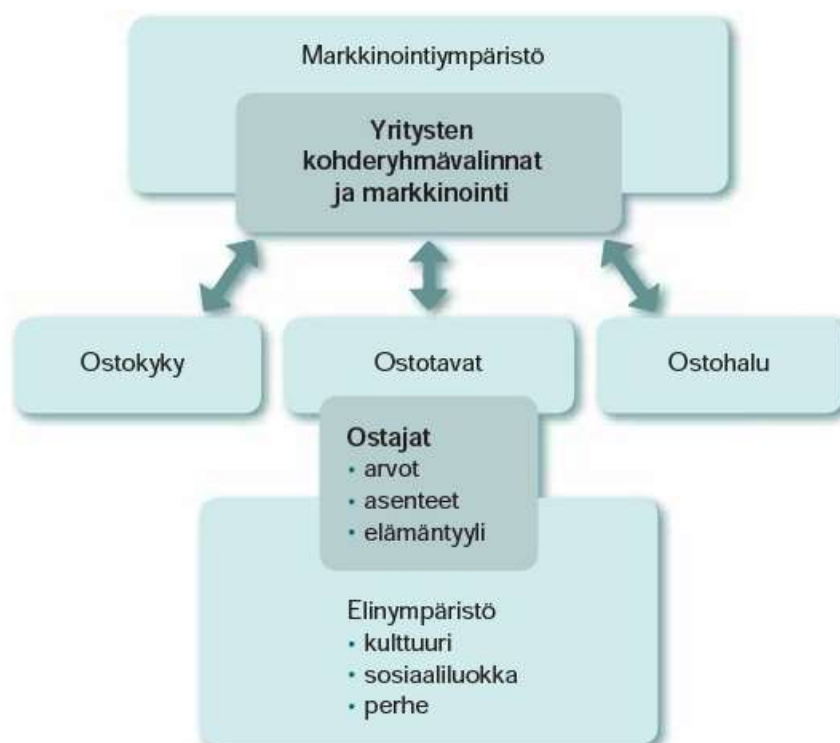 Markkinointiympäristö
Yritysten
kohderyhmävalinnat
ja markkinointi
Ostokyky
Ostotavat
Ostohalu
Ostajat
• arvot
• asenteet
• elämäntyyli
Elinympäristö
• kulttuuri
• sosiaaliluokka
• perhe